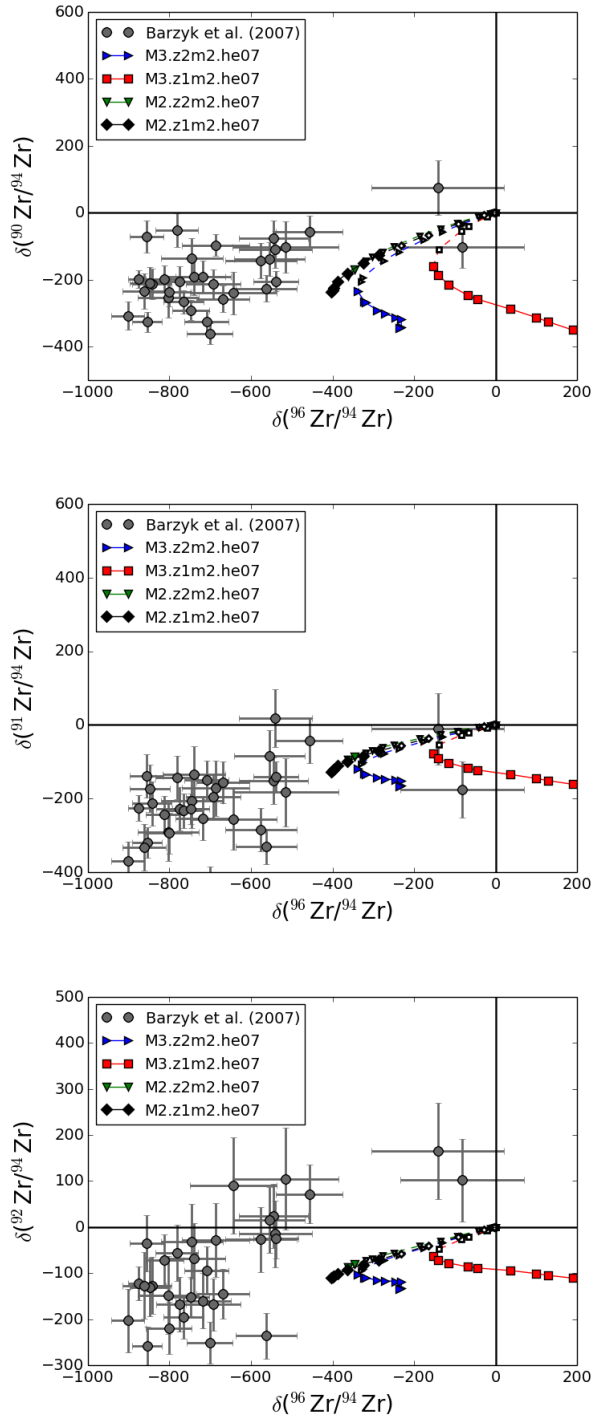 600
400
200
0
−200
−400
δ(⁹⁰Zr/⁹⁴Zr)
Barzyk et al. (2007)
M3.z2m2.he07
M3.z1m2.he07
M2.z2m2.he07
M2.z1m2.he07
−1000 −800 −600 −400 −200 0 200
δ(⁹⁶Zr/⁹⁴Zr)
600
400
200
0
−200
−400
δ(⁹¹Zr/⁹⁴Zr)
Barzyk et al. (2007)
M3.z2m2.he07
M3.z1m2.he07
M2.z2m2.he07
M2.z1m2.he07
−1000 −800 −600 −400 −200 0 200
δ(⁹⁶Zr/⁹⁴Zr)
500
400
300
200
100
0
−100
−200
−300
δ(⁹²Zr/⁹⁴Zr)
Barzyk et al. (2007)
M3.z2m2.he07
M3.z1m2.he07
M2.z2m2.he07
M2.z1m2.he07
−1000 −800 −600 −400 −200 0 200
δ(⁹⁶Zr/⁹⁴Zr)